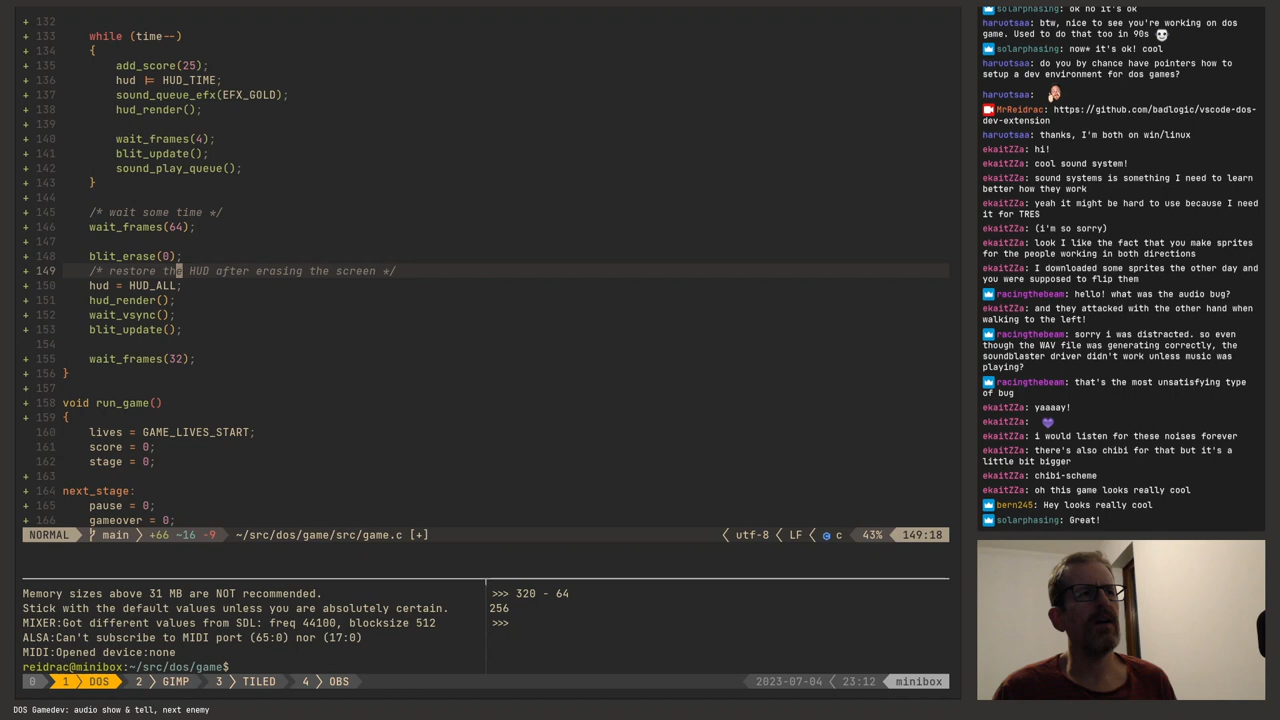 + 132
+ 133 while (time--)
+ 134 {
+ 135 add_score(25);
+ 136 hud |= HUD_TIME;
+ 137 sound_queue_efx(EFX_GOLD);
+ 138 hud_render();
+ 139
+ 140 wait_frames(4);
+ 141 blit_update();
+ 142 sound_play_queue();
+ 143 }
+ 144
+ 145 /* wait some time */
+ 146 wait_frames(64);
+ 147
+ 148 blit_erase(0);
+ 149 /* restore the HUD after erasing the screen */
+ 150 hud = HUD_ALL;
+ 151 hud_render();
+ 152 wait_vsync();
+ 153 blit_update();
+ 154
+ 155 wait_frames(32);
+ 156 }
+ 157
+ 158 void run_game()
+ 159 {
160 lives = GAME_LIVES_START;
161 score = 0;
162 stage = 0;
+ 163
+ 164 next_stage:
+ 165 pause = 0;
+ 166 gameover = 0;
NORMAL main +66 ~16 -9 ~/src/dos/game/src/game.c [+] utf-8 LF c 43% 149:18
Memory sizes above 31 MB are NOT recommended.
Stick with the default values unless you are absolutely certain.
MIXER:Got different values from SDL: freq 44100, blocksize 512
ALSA:Can't subscribe to MIDI port (65:0) nor (17:0)
MIDI:Opened device:none
reidrac@minibox:~/src/dos/game$
>>> 320 - 64
256
>>>
0 1 DOS 2 GIMP 3 TILED 4 OBS 2023-07-04 23:12 minibox
DOS Gamedev: audio show & tell, next enemy
solarphasing: ok no it's ok
harvotsaa: btw, nice to see you're working on dos
game. Used to do that too in 90s
solarphasing: now* it's ok! cool
harvotsaa: do you by chance have pointers how to
setup a dev environment for dos games?
harvotsaa:
MrReidrac: https://github.com/badlogic/vscode-dos-
dev-extension
harvotsaa: thanks, I'm both on win/linux
ekaitZZa: hi!
ekaitZZa: cool sound system!
ekaitZZa: sound systems is something I need to learn
better how they work
ekaitZZa: yeah it might be hard to use because I need
it for TRES
ekaitZZa: (i'm so sorry)
ekaitZZa: look I like the fact that you make sprites
for the people working in both directions
ekaitZZa: I downloaded some sprites the other day and
you were supposed to flip them
racingthebeam: hello! what was the audio bug?
ekaitZZa: and they attacked with the other hand when
walking to the left!
racingthebeam: sorry i was distracted. so even
though the WAV file was generating correctly, the
soundblaster driver didn't work unless music was
playing?
racingthebeam: that's the most unsatisfying type
of bug
ekaitZZa: yaaaay!
ekaitZZa:
ekaitZZa: i would listen for these noises forever
ekaitZZa: there's also chibi for that but it's a
little bit bigger
ekaitZZa: chibi-scheme
ekaitZZa: oh this game looks really cool
bern245: Hey looks really cool
solarphasing: Great!